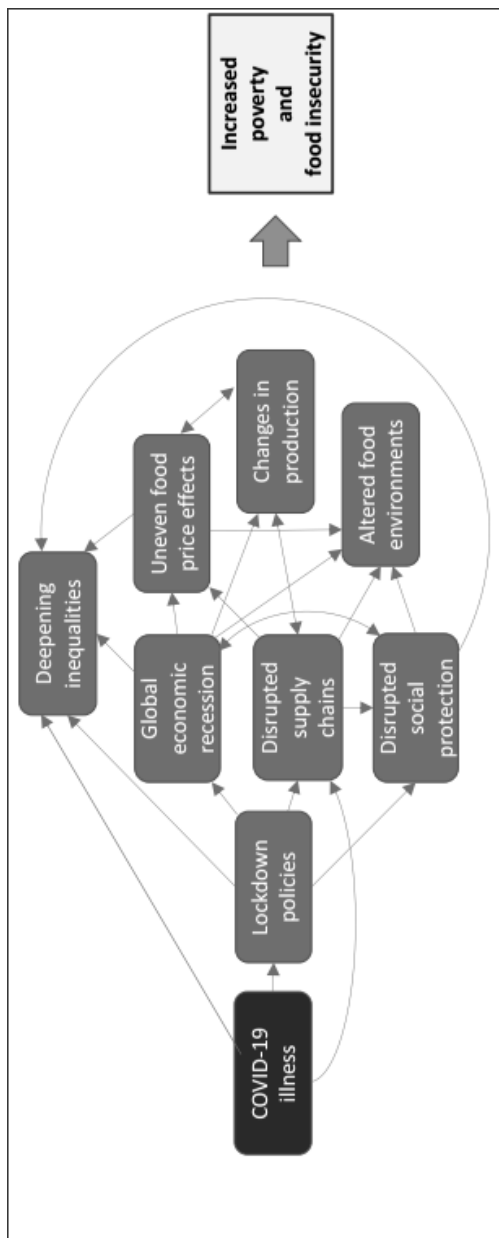 COVID-19
illness
Lockdown
policies
Deepening
inequalities
Global
economic
recession
Disrupted
supply
chains
Disrupted
social
protection
Uneven food
price effects
Changes in
production
Altered food
environments
Increased
poverty
and
food insecurity